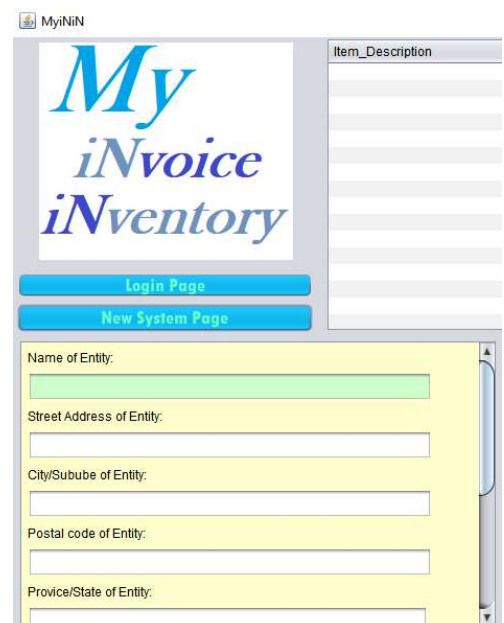 MyiNiN
My
iNvoice
iNventory
Item_Description
Login Page
New System Page
Name of Entity:
Street Address of Entity:
City/Subube of Entity:
Postal code of Entity:
Provice/State of Entity: